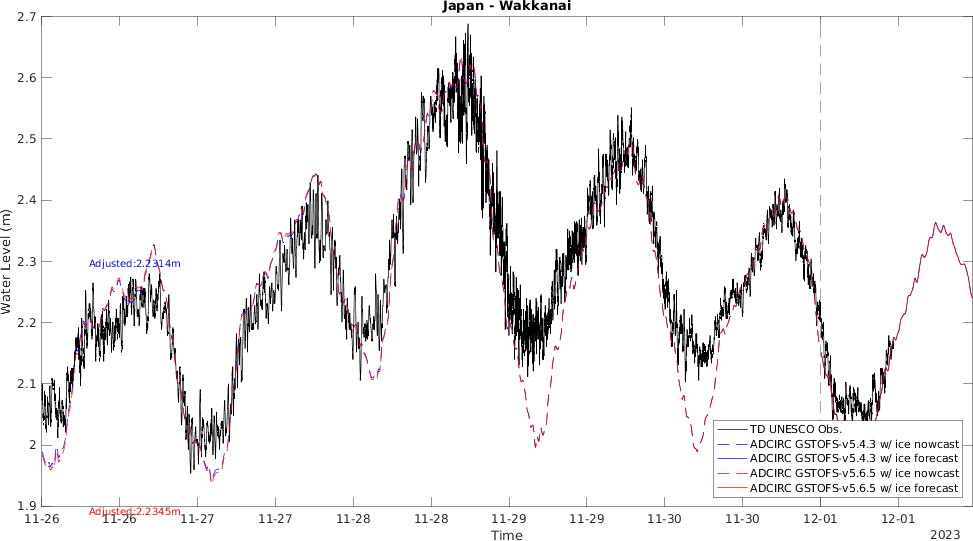 Japan - Wakkanai
2.7
2.6
2.5
2.4
2.3
2.2
2.1
2
1.9
Water Level (m)
Adjusted:2.2314m
Adjusted:2.2345m
TD UNESCO Obs.
ADCIRC GSTOFS-v5.4.3 w/ ice nowcast
ADCIRC GSTOFS-v5.4.3 w/ ice forecast
ADCIRC GSTOFS-v5.6.5 w/ ice nowcast
ADCIRC GSTOFS-v5.6.5 w/ ice forecast
11-26 11-26 11-27 11-27 11-28 11-28 11-29 11-29 11-30 11-30 12-01 12-01
Time
2023